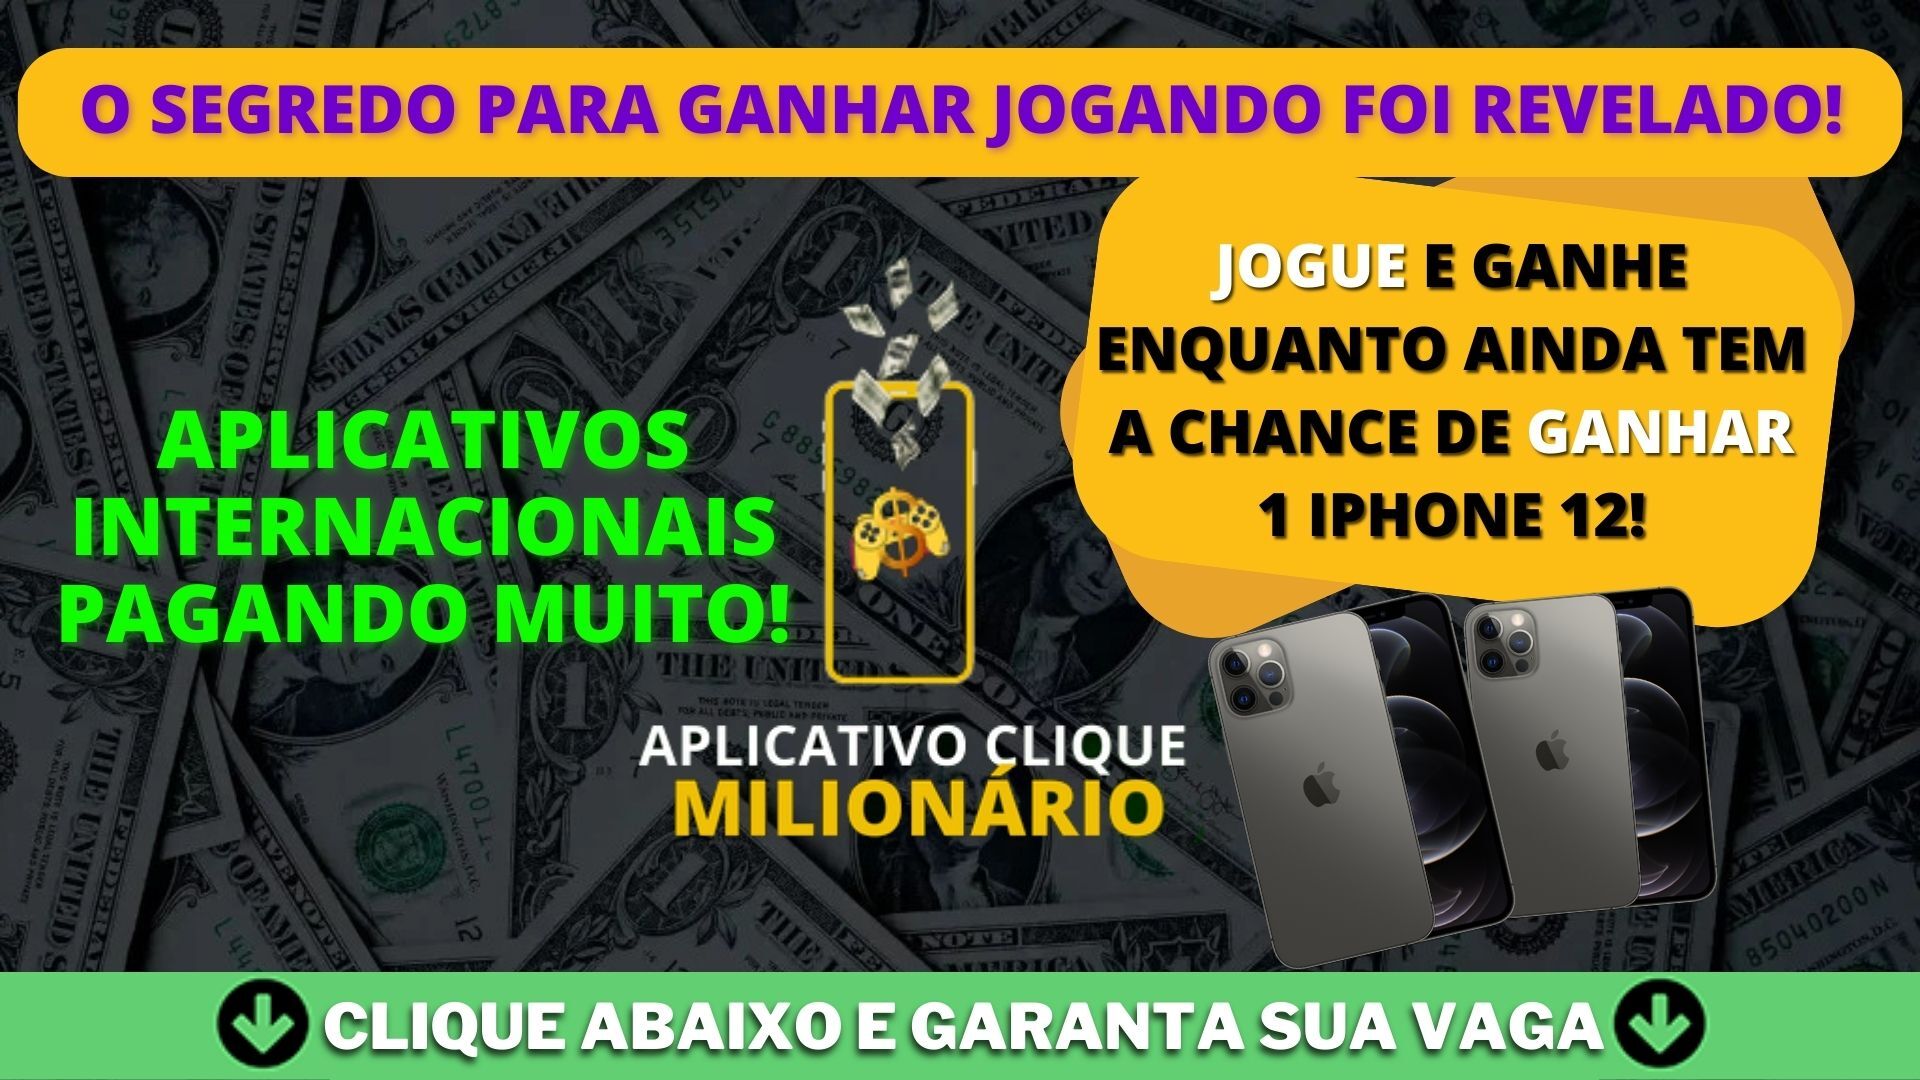 O SEGREDO PARA GANHAR JOGANDO FOI REVELADO!
JOGUE E GANHE
ENQUANTO AINDA TEM
A CHANCE DE GANHAR
1 IPHONE 12!
APLICATIVOS
INTERNACIONAIS
PAGANDO MUITO!
APLICATIVO CLIQUE
MILIONÁRIO
CLIQUE ABAIXO E GARANTA SUA VAGA